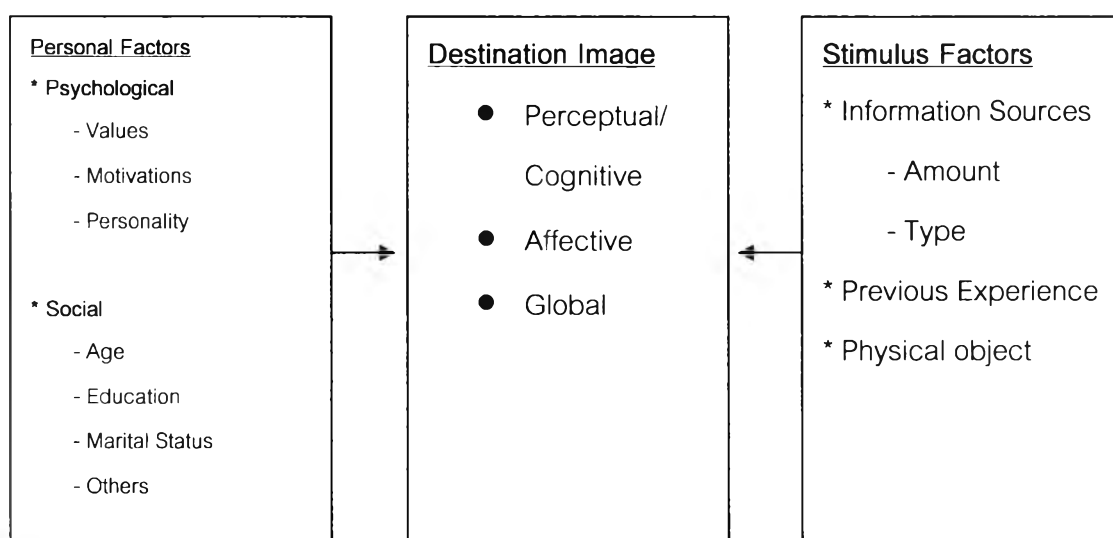 Personal Factors
* Psychological
- Values
- Motivations
- Personality
* Social
- Age
- Education
- Marital Status
- Others
Destination Image
● Perceptual/
Cognitive
● Affective
● Global
Stimulus Factors
* Information Sources
- Amount
- Type
* Previous Experience
* Physical object